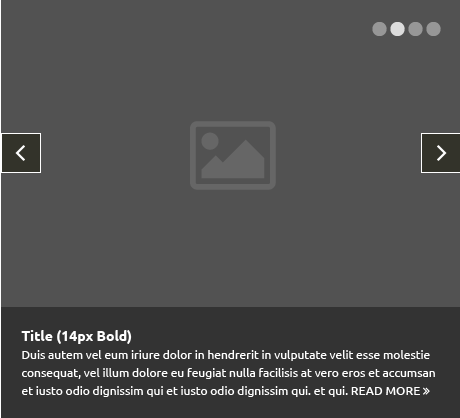 Title (14px Bold)
Duis autem vel eum iriure dolor in hendrerit in vulputate velit esse molestie
consequat, vel illum dolore eu feugiat nulla facilisis at vero eros et accumsan
et iusto odio dignissim qui et iusto odio dignissim qui. et qui. READ MORE »